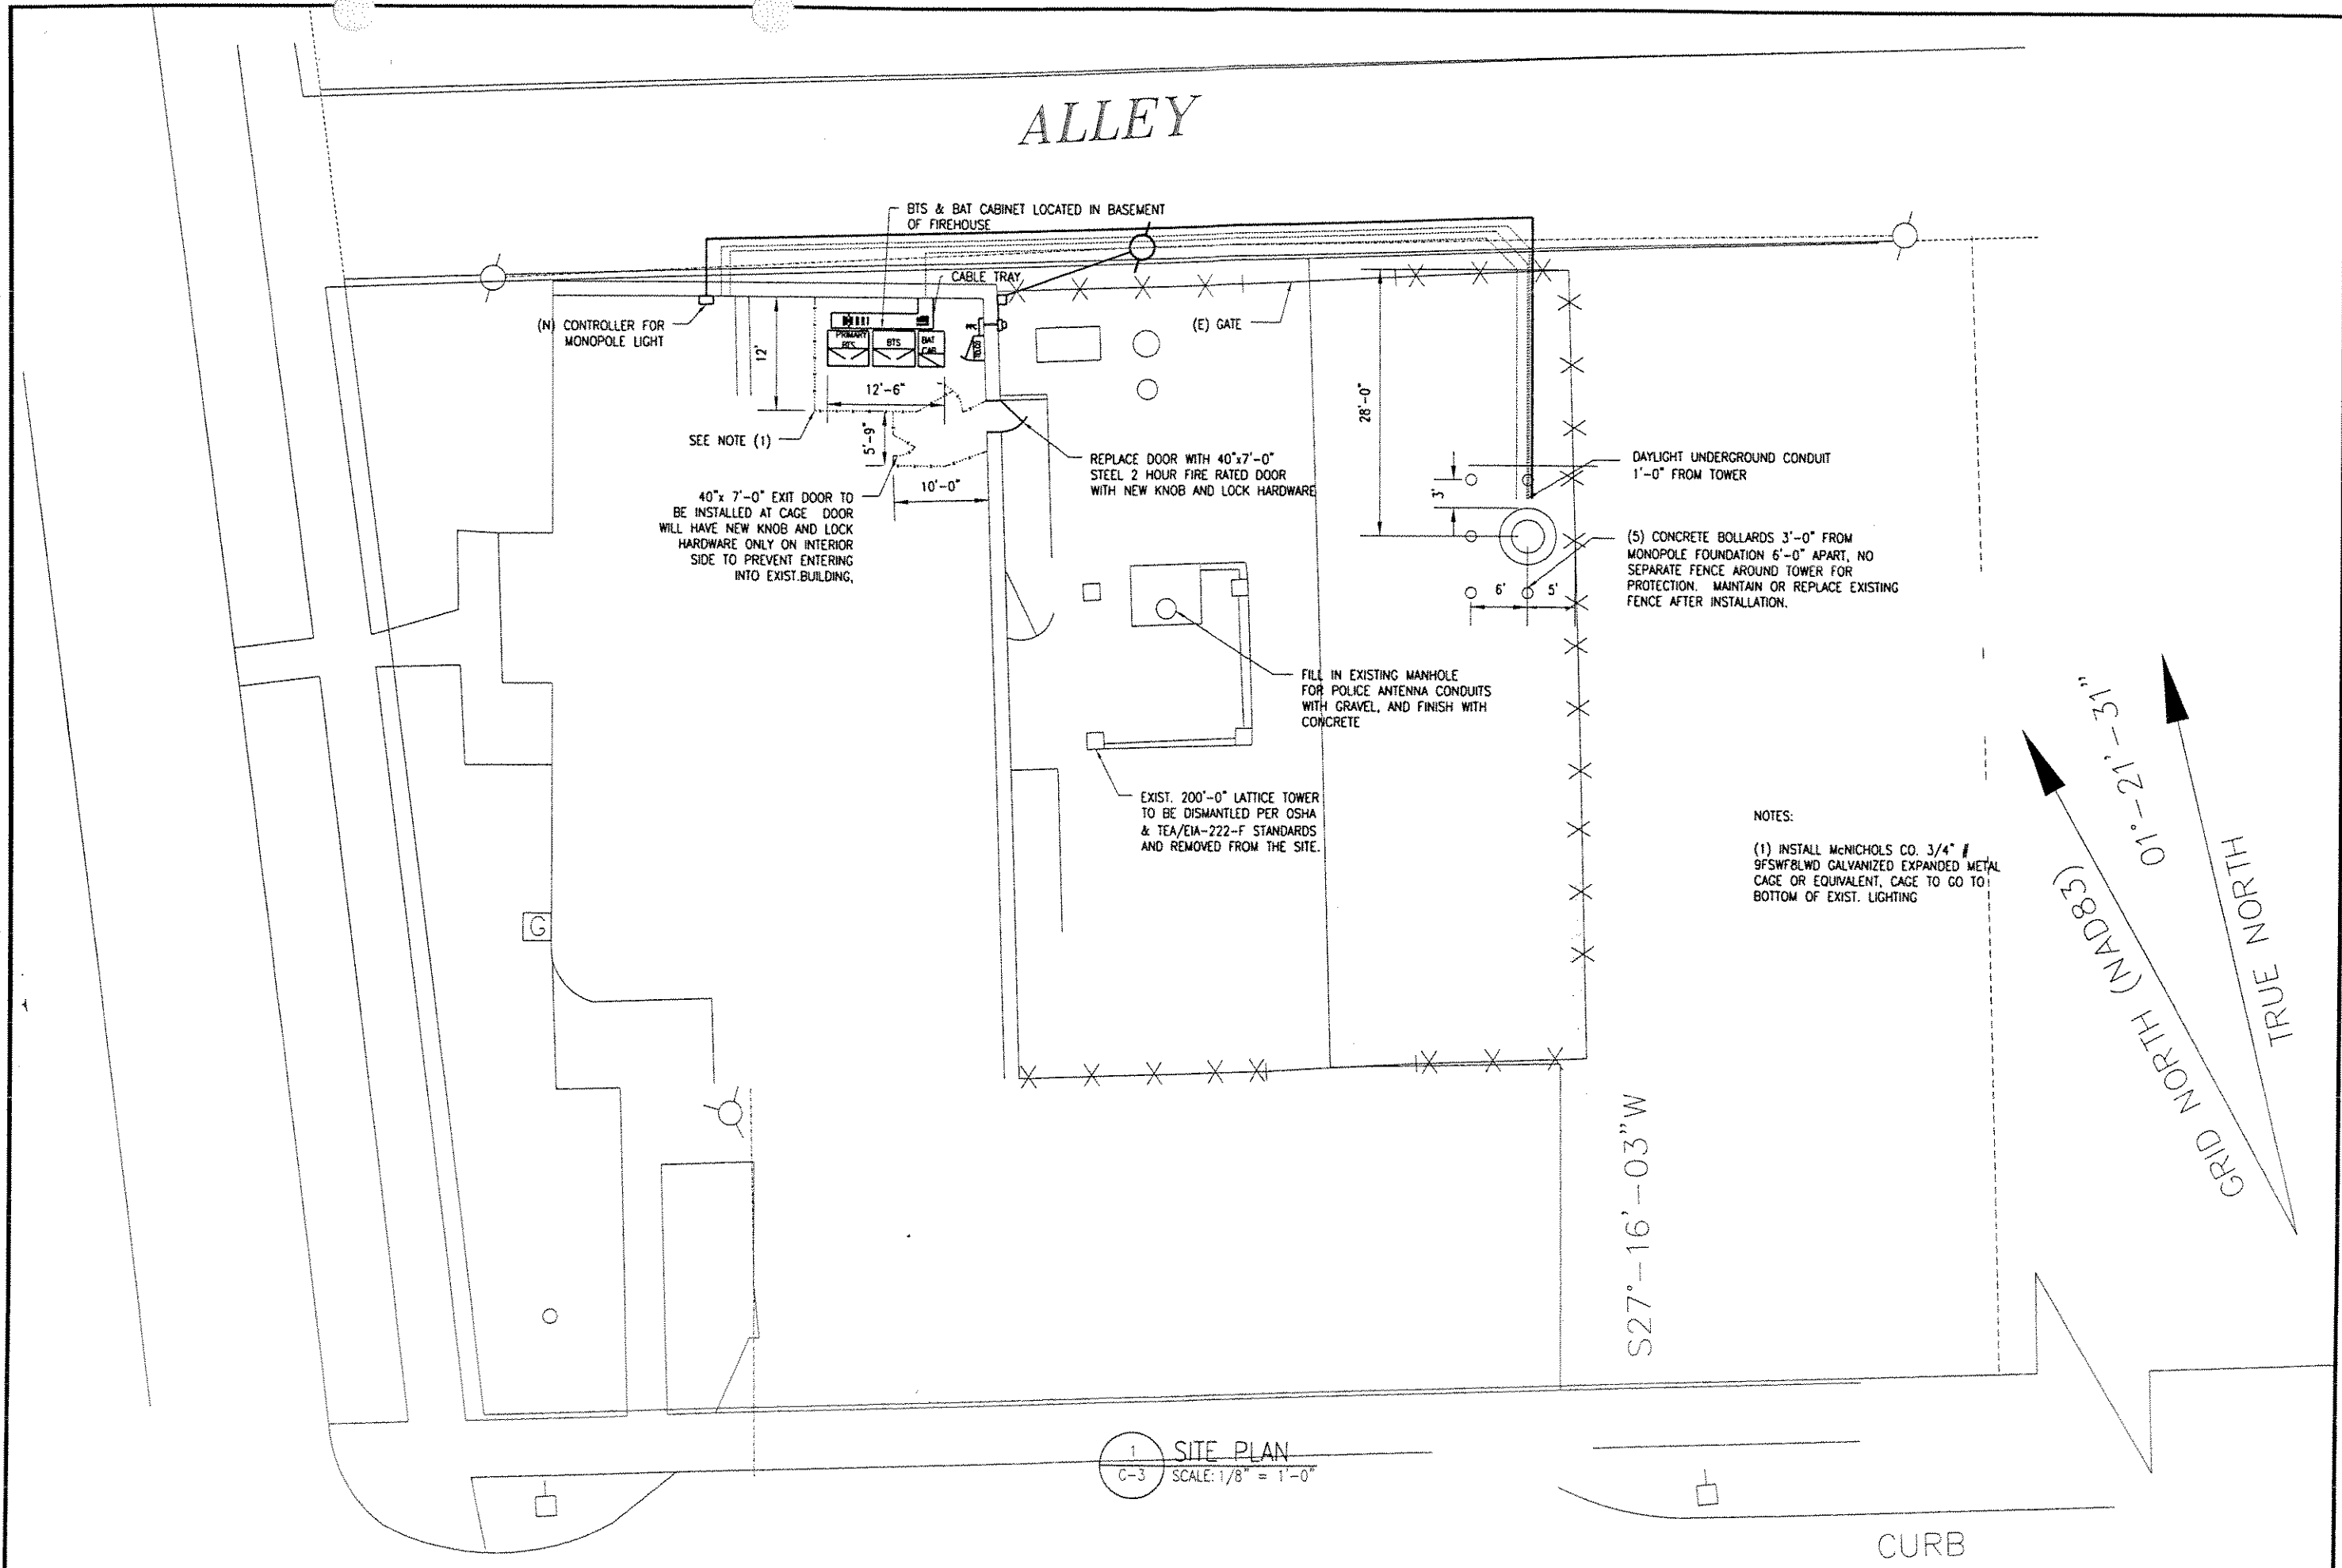 ALLEY
BTS & BAT CABINET LOCATED IN BASEMENT
OF FIREHOUSE
CABLE TRAY
(N) CONTROLLER FOR
MONOPOLE LIGHT
(E) GATE
PRIMARY
BTS
BTS
BAT
CAB
PPC
TELCO
12'
12'-6"
28'-0"
SEE NOTE (1)
5'-9"
10'-0"
REPLACE DOOR WITH 40"x7'-0"
STEEL 2 HOUR FIRE RATED DOOR
WITH NEW KNOB AND LOCK HARDWARE
40"x 7'-0" EXIT DOOR TO
BE INSTALLED AT CAGE DOOR
WILL HAVE NEW KNOB AND LOCK
HARDWARE ONLY ON INTERIOR
SIDE TO PREVENT ENTERING
INTO EXIST.BUILDING,
DAYLIGHT UNDERGROUND CONDUIT
1'-0" FROM TOWER
3'
(5) CONCRETE BOLLARDS 3'-0" FROM
MONOPOLE FOUNDATION 6'-0" APART, NO
SEPARATE FENCE AROUND TOWER FOR
PROTECTION. MAINTAIN OR REPLACE EXISTING
FENCE AFTER INSTALLATION.
6'
5'
FILL IN EXISTING MANHOLE
FOR POLICE ANTENNA CONDUITS
WITH GRAVEL, AND FINISH WITH
CONCRETE
EXIST. 200'-0" LATTICE TOWER
TO BE DISMANTLED PER OSHA
& TEA/EIA-222-F STANDARDS
AND REMOVED FROM THE SITE.
NOTES:
(1) INSTALL McNICHOLS CO. 3/4" #
9FSWF8LWD GALVANIZED EXPANDED METAL
CAGE OR EQUIVALENT, CAGE TO GO TO
BOTTOM OF EXIST. LIGHTING
01°-21'-31"
TRUE NORTH
GRID NORTH (NAD83)
G
S27°-16'-03"W
1
C-3
SITE PLAN
SCALE: 1/8" = 1'-0"
CURB